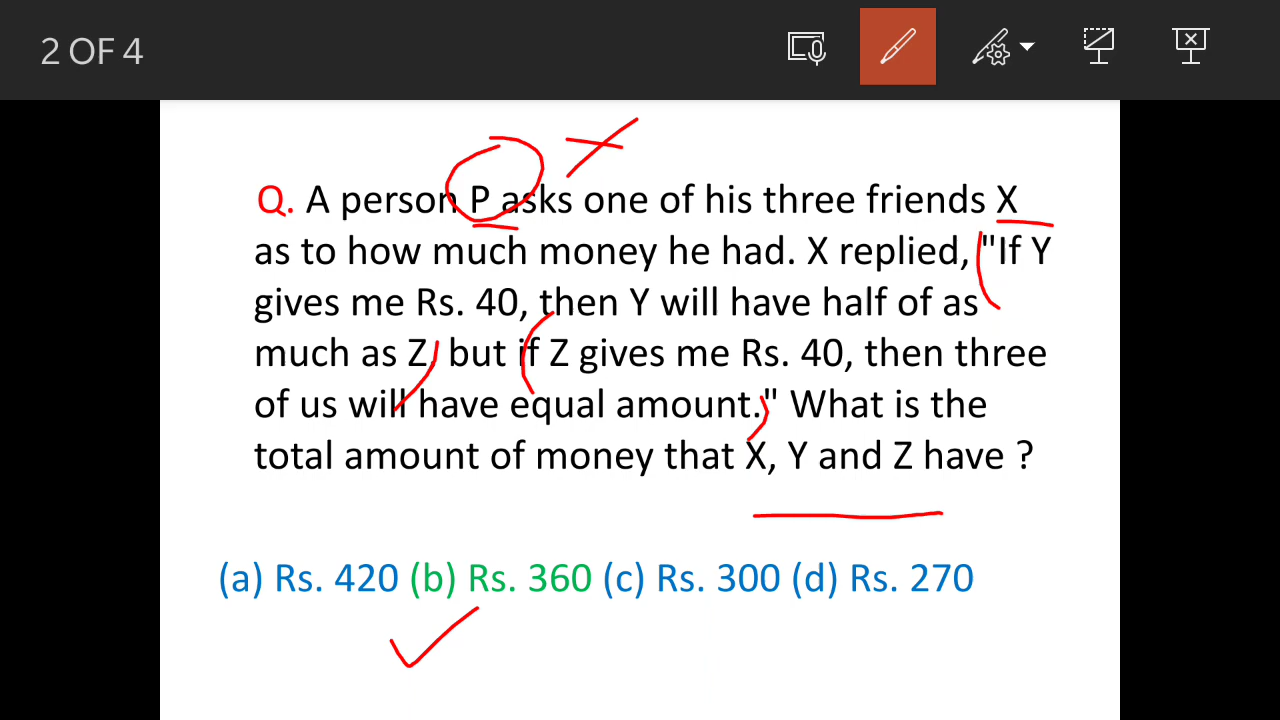 2 OF 4
Q. A person P asks one of his three friends X
as to how much money he had. X replied, "If Y
gives me Rs. 40, then Y will have half of as
much as Z, but if Z gives me Rs. 40, then three
of us will have equal amount." What is the
total amount of money that X, Y and Z have ?
(a) Rs. 420 (b) Rs. 360 (c) Rs. 300 (d) Rs. 270